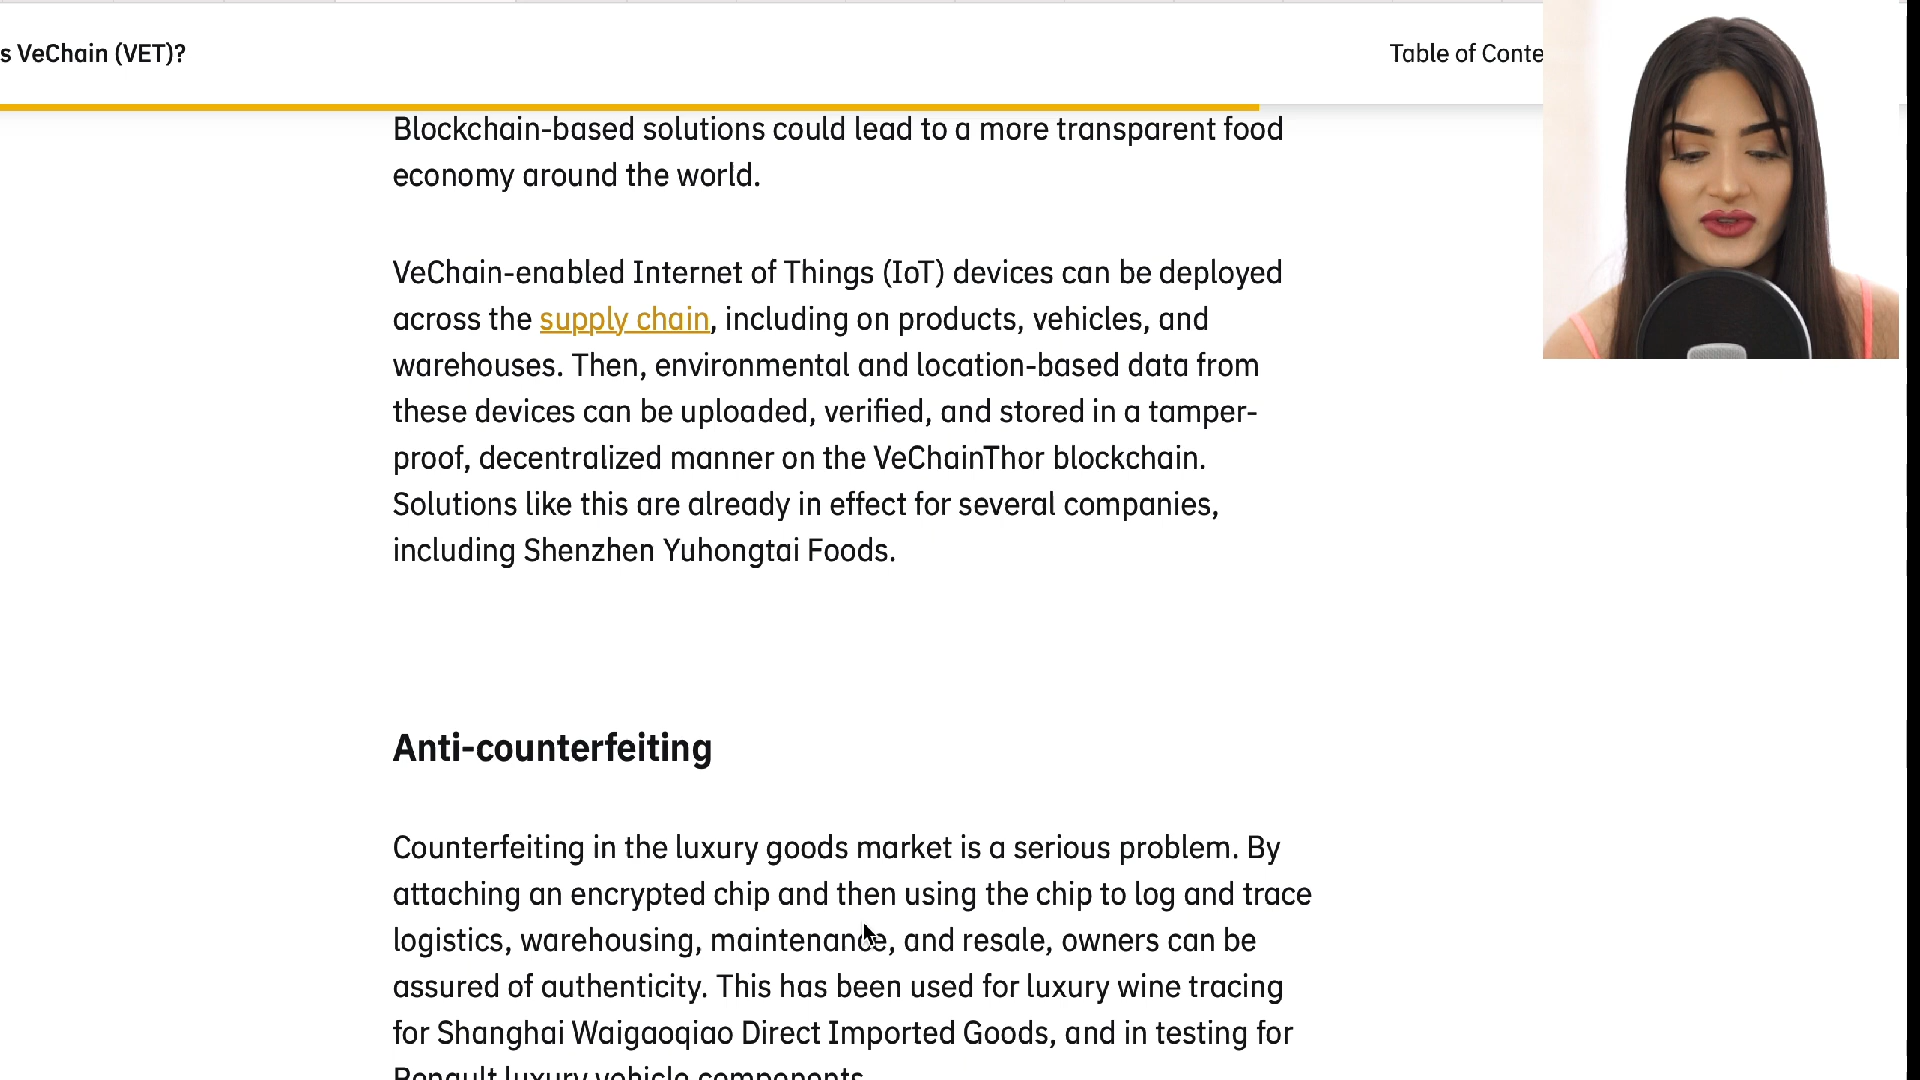 s VeChain (VET)?
Table of Conte
Blockchain-based solutions could lead to a more transparent food
economy around the world.
VeChain-enabled Internet of Things (IoT) devices can be deployed
across the supply chain, including on products, vehicles, and
warehouses. Then, environmental and location-based data from
these devices can be uploaded, verified, and stored in a tamper-
proof, decentralized manner on the VeChainThor blockchain.
Solutions like this are already in effect for several companies,
including Shenzhen Yuhongtai Foods.
Anti-counterfeiting
Counterfeiting in the luxury goods market is a serious problem. By
attaching an encrypted chip and then using the chip to log and trace
logistics, warehousing, maintenance, and resale, owners can be
assured of authenticity. This has been used for luxury wine tracing
for Shanghai Waigaoqiao Direct Imported Goods, and in testing for
Renault luxury vehicle components.